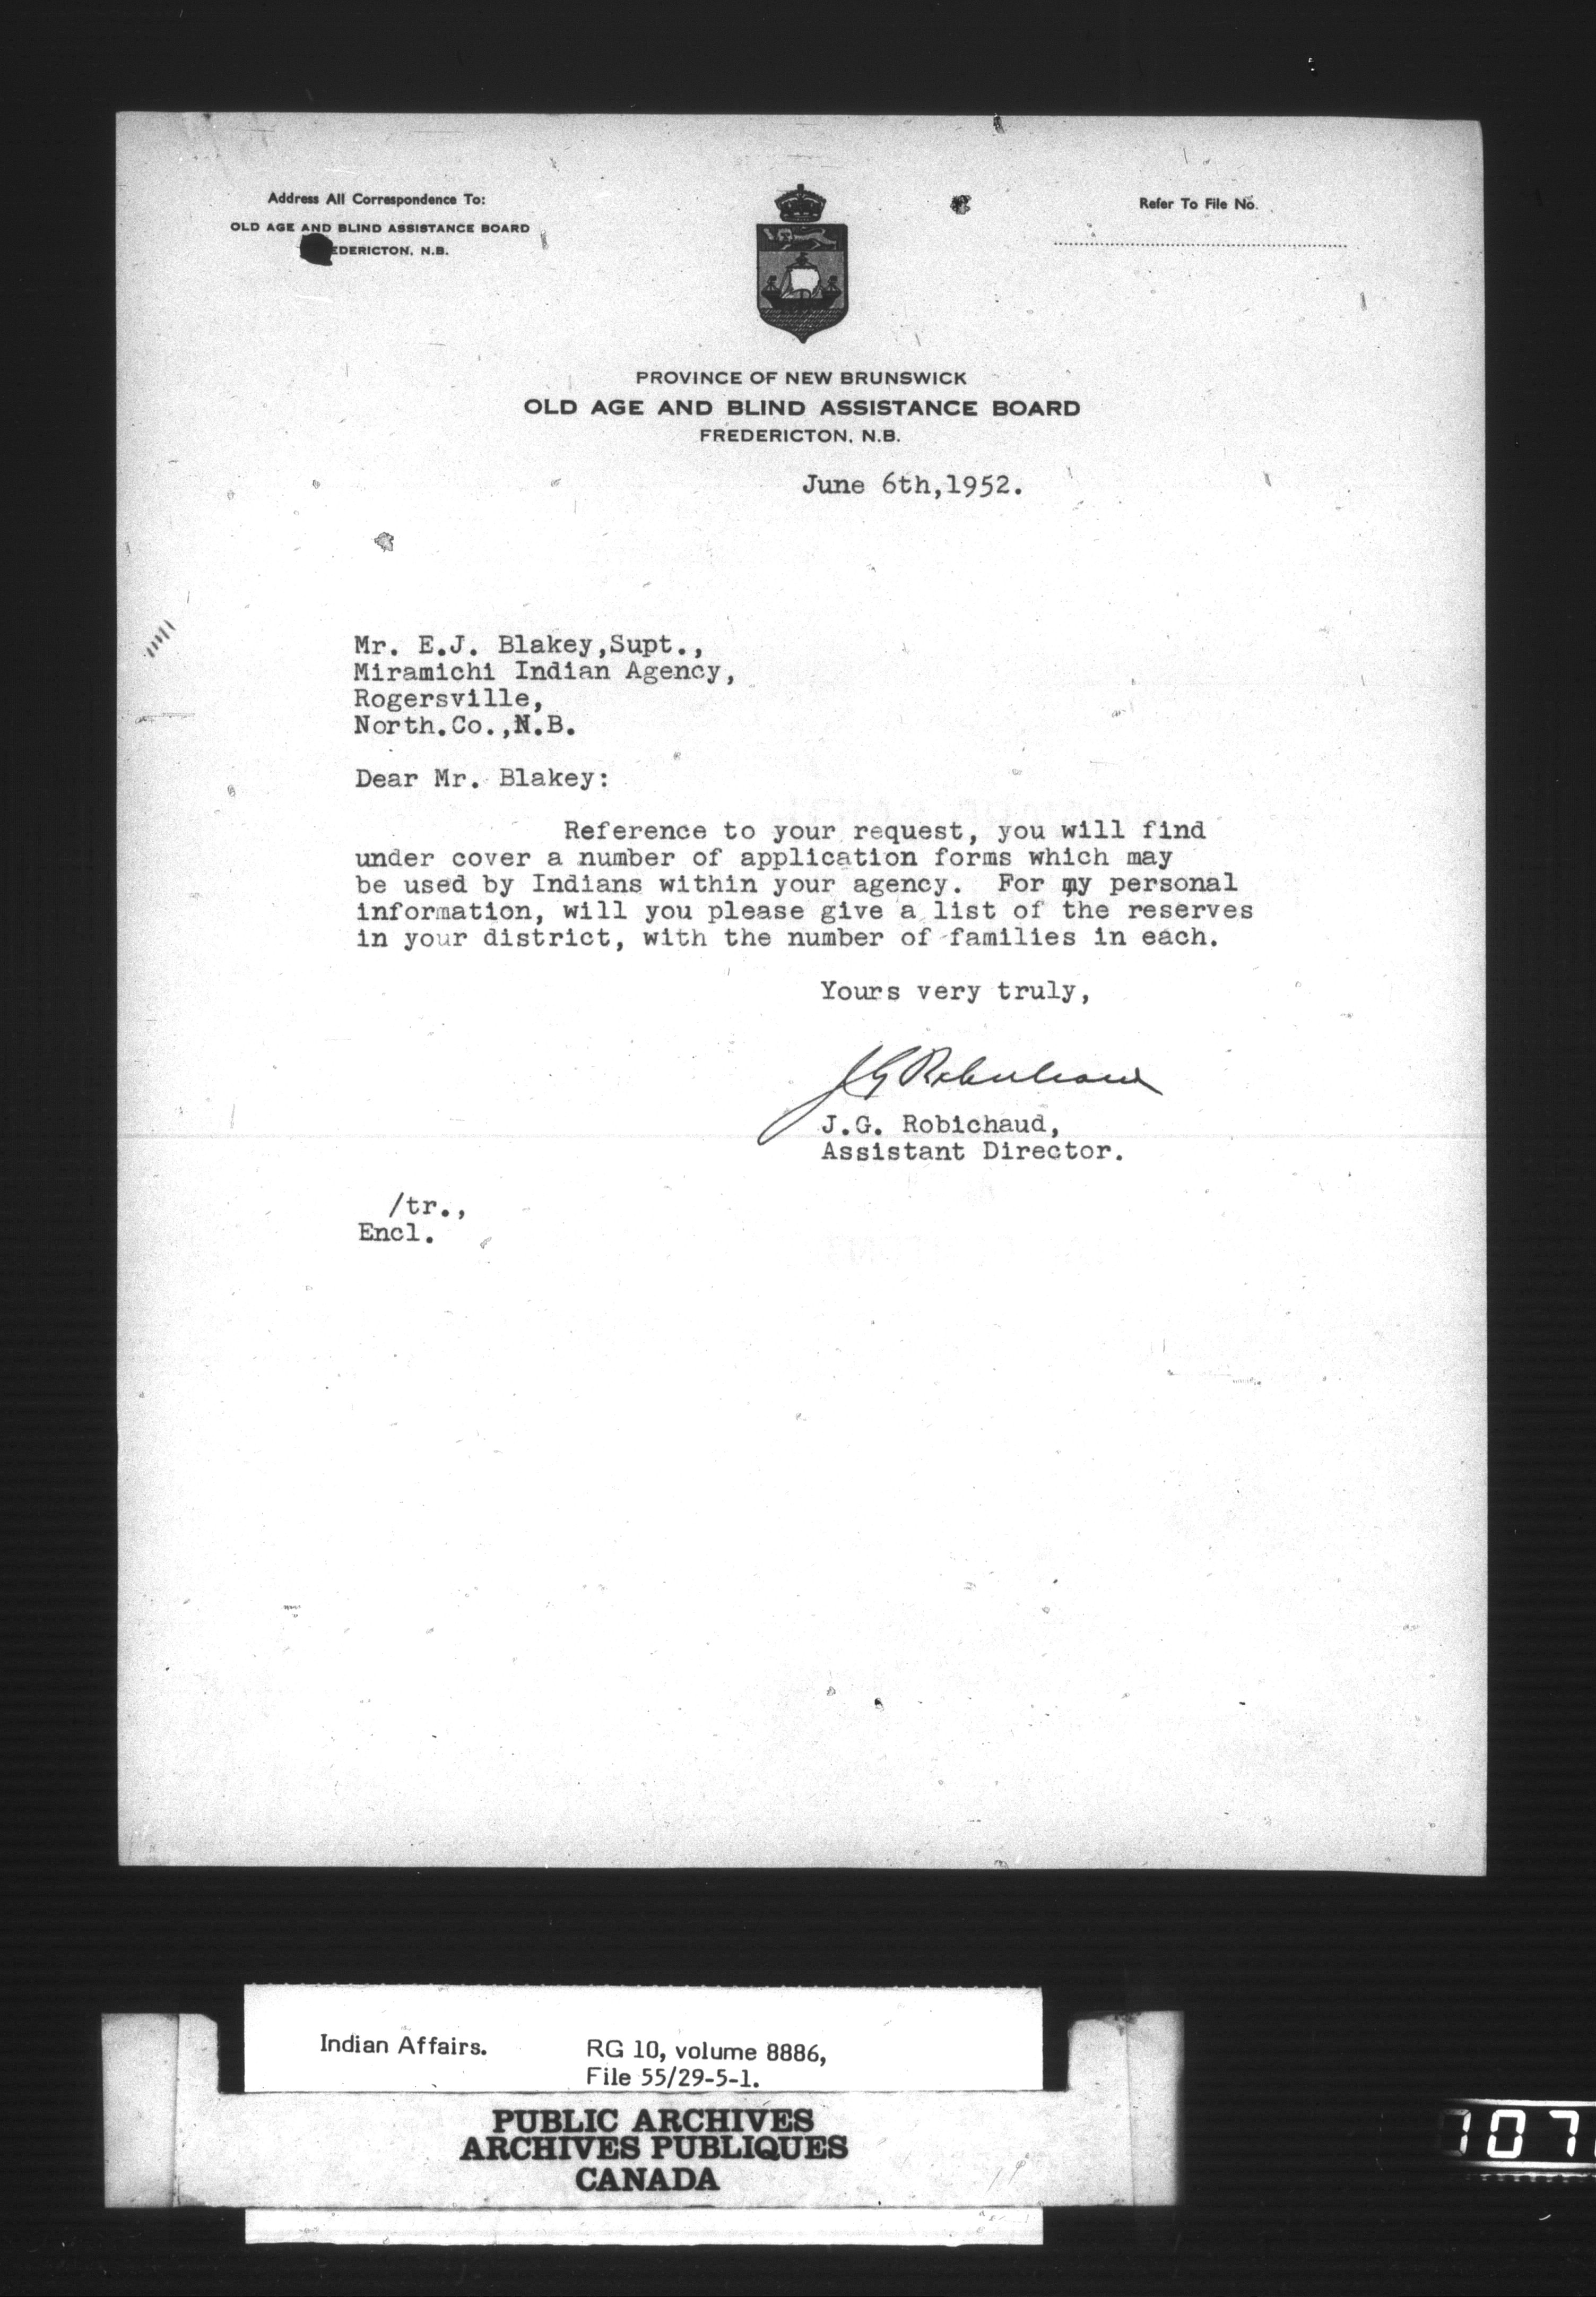 Address All Correspondence To:
OLD AGE AND BLIND ASSISTANCE BOARD
EDERICTON, N.B.
Refer To File No.
PROVINCE OF NEW BRUNSWICK
OLD AGE AND BLIND ASSISTANCE BOARD
FREDERICTON, N.B.
June 6th,1952.
Mr. E.J. Blakey,Supt.,
Miramichi Indian Agency,
Rogersville,
North.Co.,N.B.
Dear Mr. Blakey:
Reference to your request, you will find
under cover a number of application forms which may
be used by Indians within your agency. For my personal
information, will you please give a list of the reserves
in your district, with the number of families in each.
Yours very truly,
J G Robichaud
J.G. Robichaud,
Assistant Director.
/tr.,
Encl.
Indian Affairs. RG 10, volume 8886,
File 55/29-5-1.
PUBLIC ARCHIVES
ARCHIVES PUBLIQUES
CANADA
107